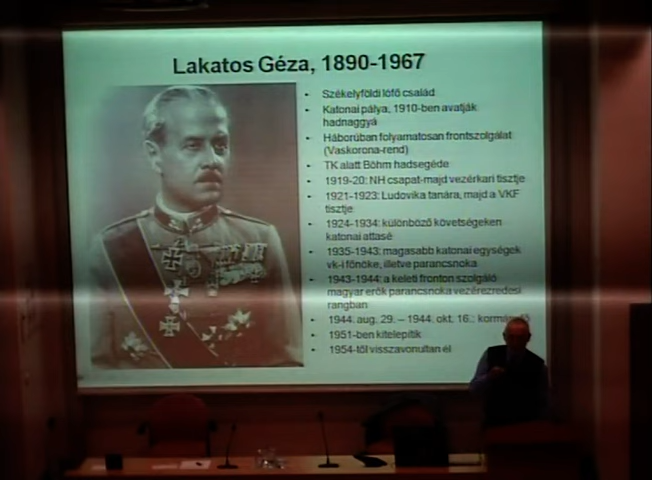 Lakatos Géza, 1890-1967
• Székelyföldi lófő család
• Katonai pálya, 1910-ben avatják
hadnaggyá
• Háborúban folyamatosan frontszolgálat
(Vaskorona-rend)
• TK alatt Böhm hadsegéde
• 1919-20: NH csapat-majd vezérkari tisztje
• 1921-1923: Ludovika tanára, majd a VKF
tisztje
• 1924-1934: különböző követségeken
katonai attasé
• 1935-1943: magasabb katonai egységek
vk-i főnöke, illetve parancsnoka
• 1943-1944: a keleti fronton szolgáló
magyar erők parancsnoka vezérezredesi
rangban
• 1944. aug. 29. – 1944. okt. 16.:
• 1951-ben kitelepítik
• 1954-től visszavonultan él